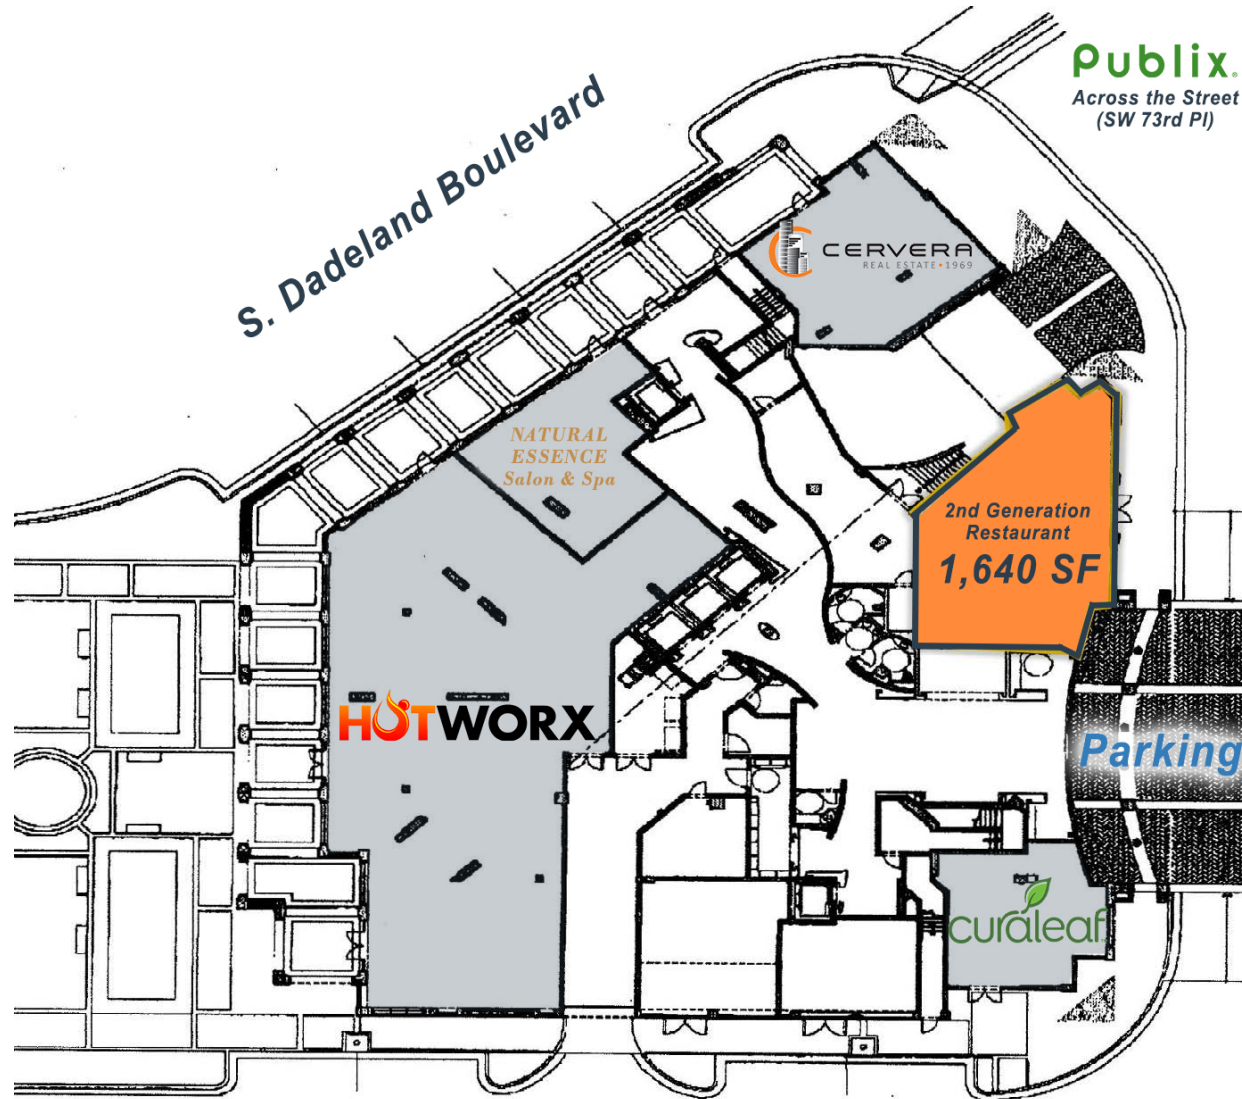 Publix.
Across the Street
(SW 73rd Pl)
S. Dadeland Boulevard
CERVERA
REAL ESTATE•1969
NATURAL
ESSENCE
Salon & Spa
2nd Generation
Restaurant
1,640 SF
HOTWORX
Parking
curaleaf